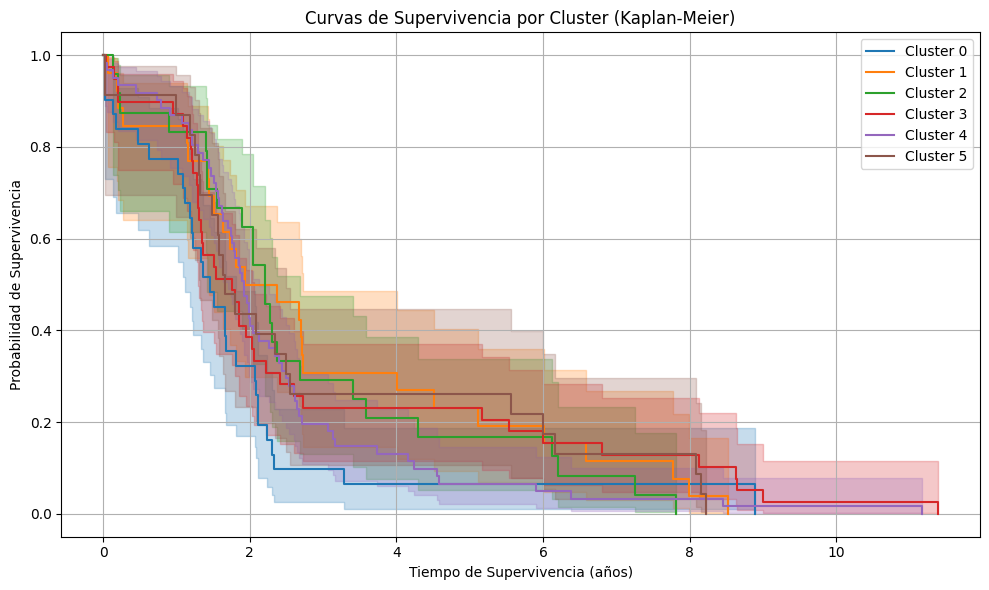 Curvas de Supervivencia por Cluster (Kaplan-Meier)
Probabilidad de Supervivencia
1.0
0.8
0.6
0.4
0.2
0.0
Cluster 0
Cluster 1
Cluster 2
Cluster 3
Cluster 4
Cluster 5
0 2 4 6 8 10
Tiempo de Supervivencia (años)